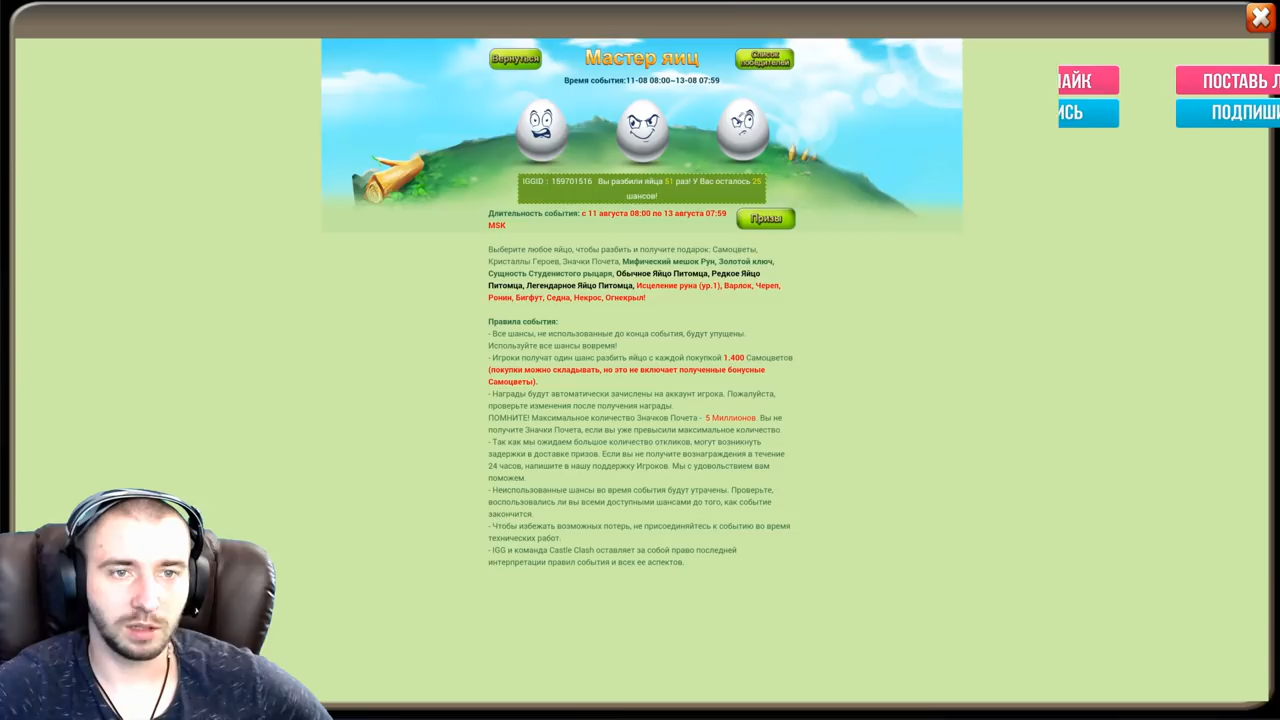 Вернуться
Мастер яиц
Список победителей
Время события:11-08 08:00~13-08 07:59
ЛАЙК
ПОСТАВЬ Л
ИСЬ
ПОДПИШИ
IGGID : 159701516 Вы разбили яйца 51 раз! У Вас осталось 25
шансов!
Длительность события: с 11 августа 08:00 по 13 августа 07:59
MSK
Призы
Выберите любое яйцо, чтобы разбить и получите подарок: Самоцветы,
Кристаллы Героев, Значки Почета, Мифический мешок Рун, Золотой ключ,
Сущность Студенистого рыцаря, Обычное Яйцо Питомца, Редкое Яйцо
Питомца, Легендарное Яйцо Питомца, Исцеление руна (ур.1), Варлок, Череп,
Ронин, Бигфут, Седна, Некрос, Огнекрыл!
Правила события:
- Все шансы, не использованные до конца события, будут упущены.
Используйте все шансы вовремя!
- Игроки получат один шанс разбить яйцо с каждой покупкой 1,400 Самоцветов
(покупки можно складывать, но это не включает полученные бонусные
Самоцветы).
- Награды будут автоматически зачислены на аккаунт игрока. Пожалуйста,
проверьте изменения после получения награды.
ПОМНИТЕ! Максимальное количество Значков Почета - 5 Миллионов. Вы не
получите Значки Почета, если вы уже превысили максимальное количество.
- Так как мы ожидаем большое количество откликов, могут возникнуть
задержки в доставке призов. Если вы не получите вознаграждения в течение
24 часов, напишите в нашу поддержку Игроков. Мы с удовольствием вам
поможем.
- Неиспользованные шансы во время события будут утрачены. Проверьте,
воспользовались ли вы всеми доступными шансами до того, как событие
закончится.
- Чтобы избежать возможных потерь, не присоединяйтесь к событию во время
технических работ.
- IGG и команда Castle Clash оставляет за собой право последней
интерпретации правил события и всех ее аспектов.